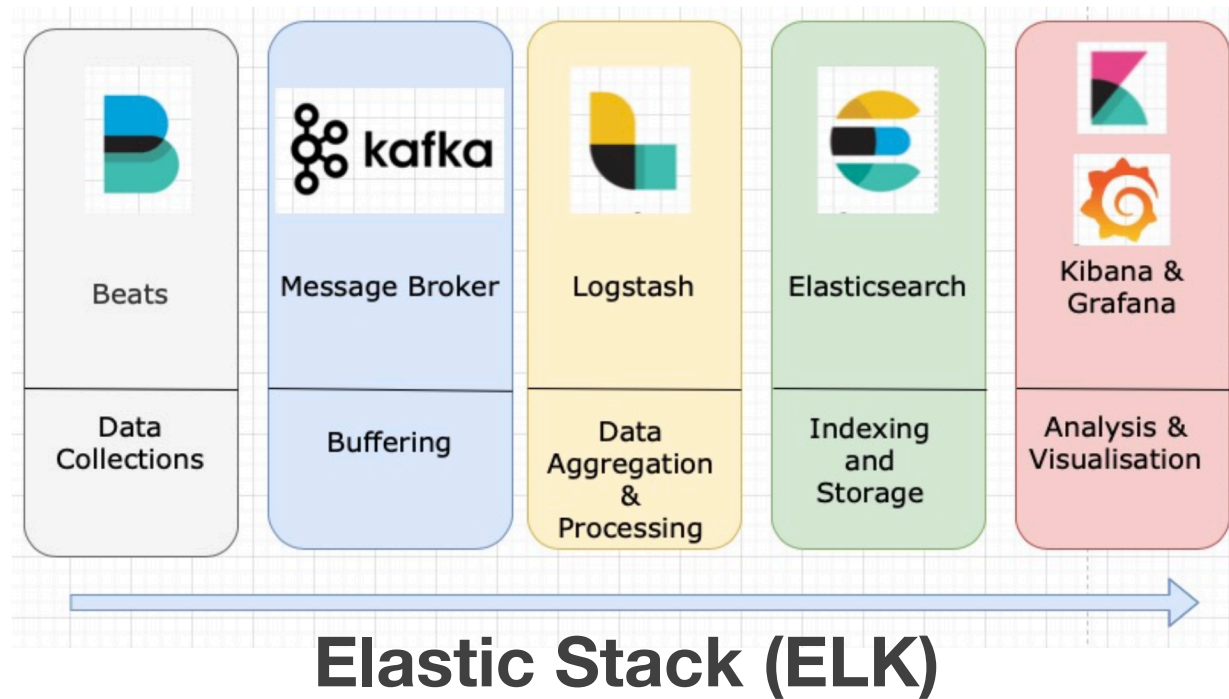 Beats
Data
Collections
kafka
Message Broker
Buffering
Logstash
Data
Aggregation
&
Processing
Elasticsearch
Indexing
and
Storage
Kibana &
Grafana
Analysis &
Visualisation
Elastic Stack (ELK)